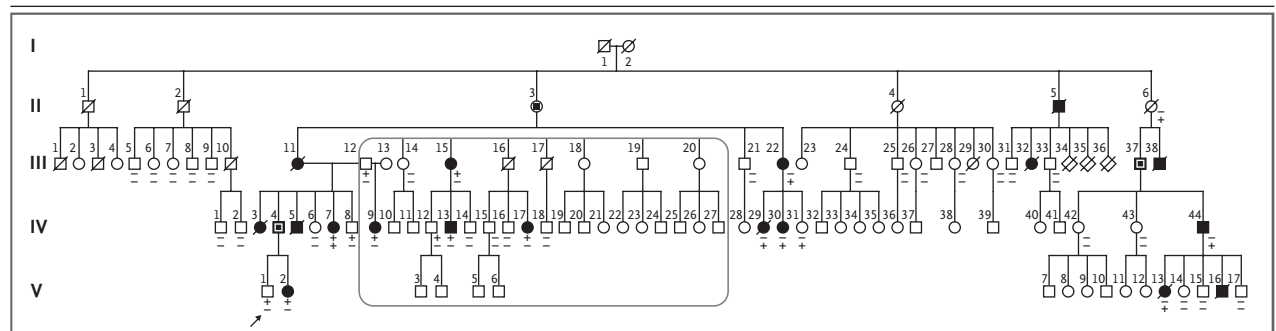 I
1 2
II
1 2 3 4 5 6
–
+
III
1 2 3 4 5 6 7 8 9 10 11 12 13 14 15 16 17 18 19 20 21 22 23 24 25 26 27 28 29 30 31 32 33 34 35 36 37 38
IV
1 2 3 4 5 6 7 8 9 10 11 12 13 14 15 16 17 18 19 20 21 22 23 24 25 26 27 28 29 30 31 32 33 34 35 36 37 38 39 40 41 42 43 44
V
1 2 3 4 5 6 7 8 9 10 11 12 13 14 15 16 17
+ + – – – –
– – + – – –